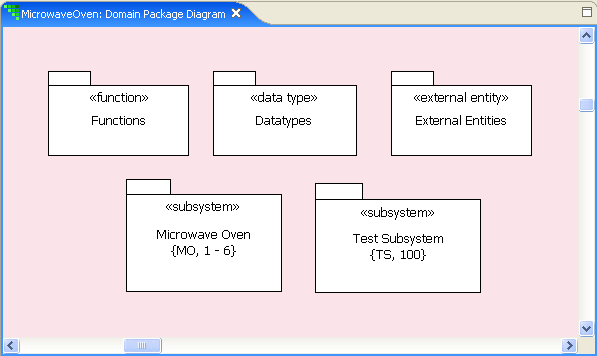 MicrowaveOven: Domain Package Diagram
«function»
Functions
«data type»
Datatypes
«external entity»
External Entities
«subsystem»
Microwave Oven
{MO, 1 - 6}
«subsystem»
Test Subsystem
{TS, 100}